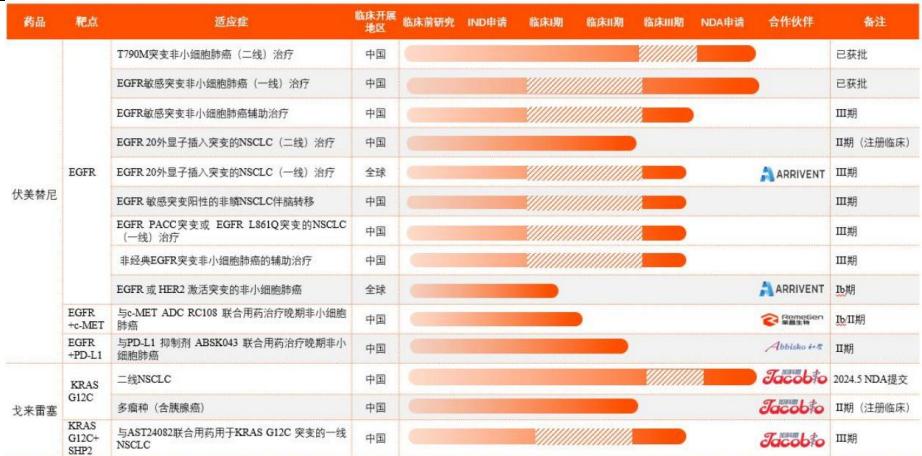 药品 靶点 适应症 临床开展地区 临床前研究 IND申请 临床I期 临床II期 临床III期 NDA申请 合作伙伴 备注
伏美替尼
EGFR
T790M突变非小细胞肺癌（二线）治疗 中国 已获批
EGFR敏感突变非小细胞肺癌（一线）治疗 中国 已获批
EGFR敏感突变非小细胞肺癌辅助治疗 中国 III期
EGFR 20外显子插入突变的NSCLC（二线）治疗 中国 II期（注册临床）
EGFR 20外显子插入突变的NSCLC（一线）治疗 全球 ARRIVENT III期
EGFR 敏感突变阳性的非鳞NSCLC伴脑转移 中国 III期
EGFR PACC突变或 EGFR L861Q突变的NSCLC
（一线）治疗 中国 III期
非经典EGFR突变非小细胞肺癌的辅助治疗 中国 III期
EGFR 或 HER2 激活突变的非小细胞肺癌 全球 ARRIVENT Ib期
EGFR
+c-MET
与c-MET ADC RC108 联合用药治疗晚期非小细胞
肺癌 中国 RemeGen 荣昌生物 Ib/II期
EGFR
+PD-L1
与PD-L1 抑制剂 ABSK043 联合用药治疗晚期非小
细胞肺癌 中国 Abbisko 和誉 II期
戈来雷塞
KRAS
G12C
二线NSCLC 中国 Jacobio 加科思 2024.5 NDA提交
多瘤种（含胰腺癌） 中国 Jacobio 加科思 II期（注册临床）
KRAS
G12C+
SHP2
与AST24082联合用药用于KRAS G12C 突变的一线
NSCLC 中国 Jacobio 加科思 III期